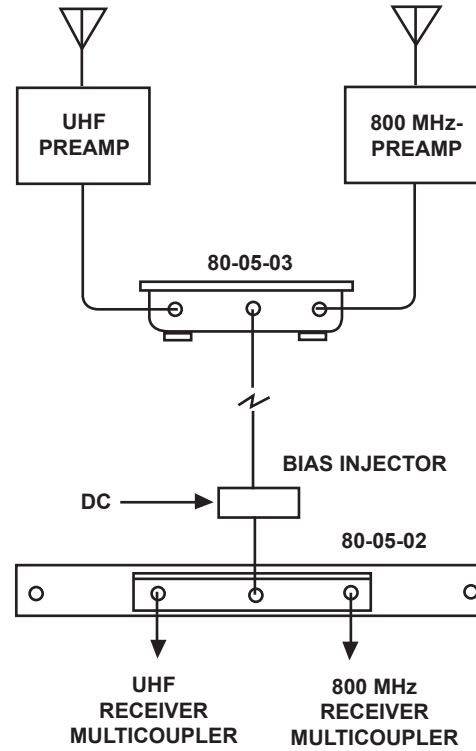 UHF
PREAMP
800 MHz-
PREAMP
80-05-03
BIAS INJECTOR
DC
80-05-02
UHF
RECEIVER
MULTICOUPLER
800 MHz
RECEIVER
MULTICOUPLER